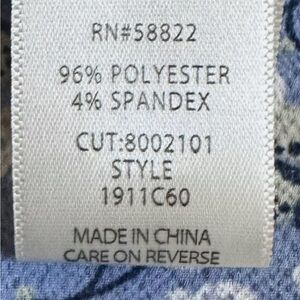 RN#58822
96% POLYESTER
4% SPANDEX
CUT:8002101
STYLE
1911C60
MADE IN CHINA
CARE ON REVERSE